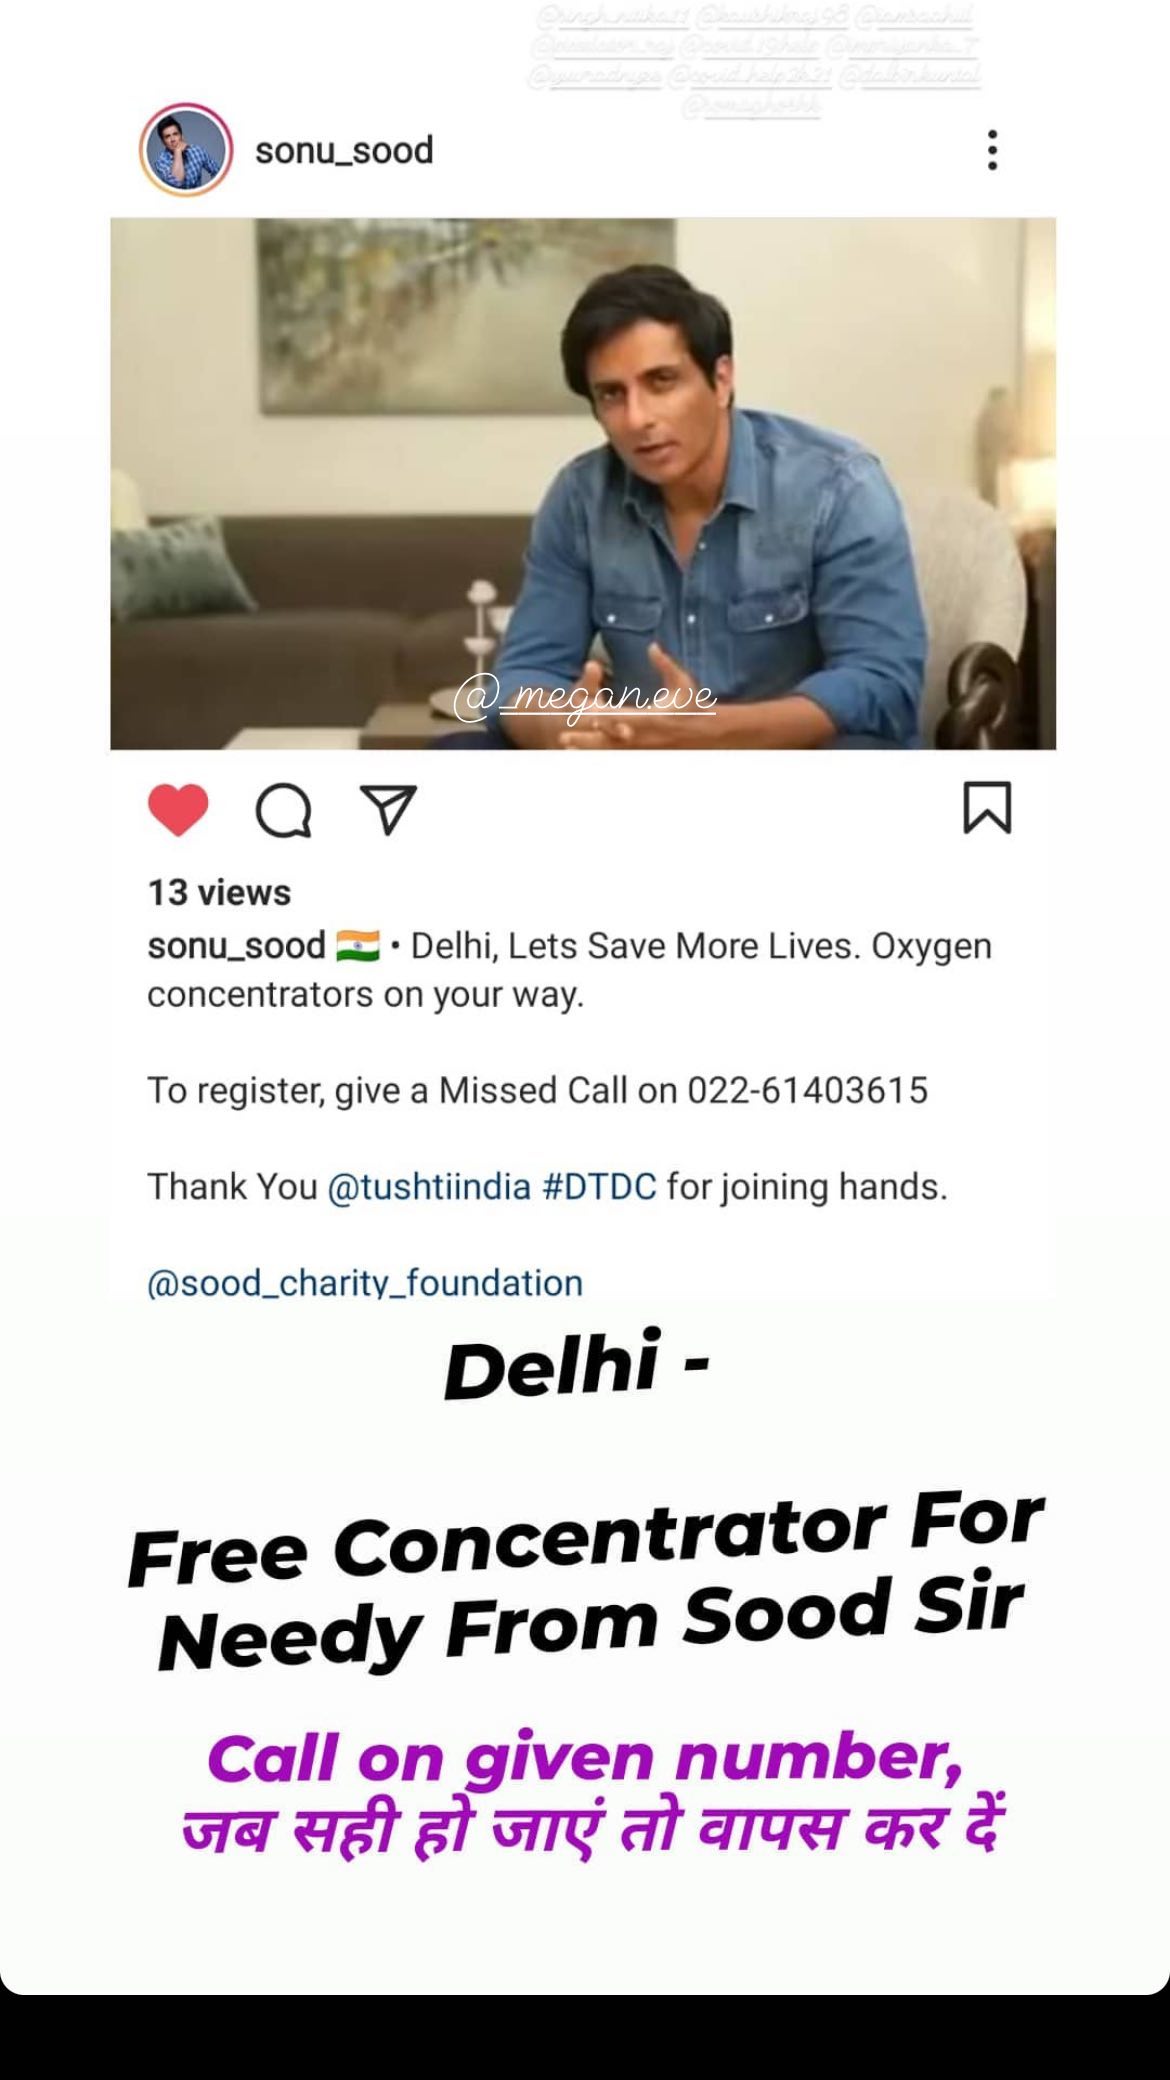 sonu_sood
@_megan.eve
13 views
sonu_sood 🇮🇳 • Delhi, Lets Save More Lives. Oxygen
concentrators on your way.
To register, give a Missed Call on 022-61403615
Thank You @tushtiindia #DTDC for joining hands.
@sood_charity_foundation
Delhi -
Free Concentrator For
Needy From Sood Sir
Call on given number,
जब सही हो जाएं तो वापस कर दें